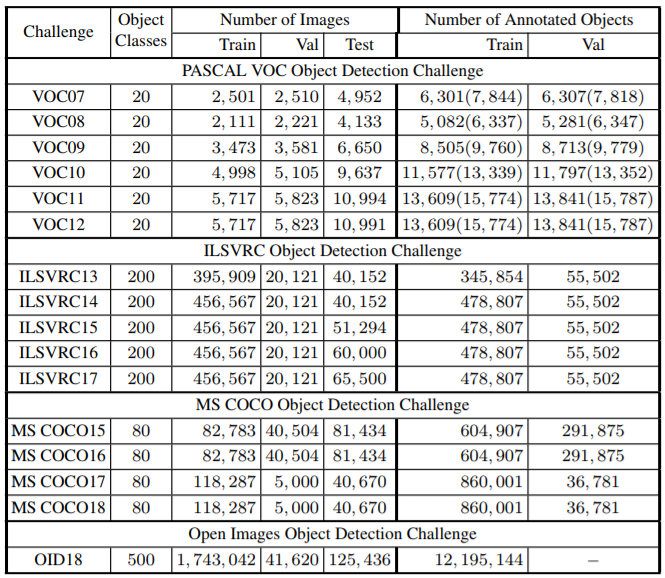 Challenge Object Classes Number of Images Number of Annotated Objects
Train Val Test Train Val
PASCAL VOC Object Detection Challenge
VOC07 20 2,501 2,510 4,952 6,301(7,844) 6,307(7,818)
VOC08 20 2,111 2,221 4,133 5,082(6,337) 5,281(6,347)
VOC09 20 3,473 3,581 6,650 8,505(9,760) 8,713(9,779)
VOC10 20 4,998 5,105 9,637 11,577(13,339) 11,797(13,352)
VOC11 20 5,717 5,823 10,994 13,609(15,774) 13,841(15,787)
VOC12 20 5,717 5,823 10,991 13,609(15,774) 13,841(15,787)
ILSVRC Object Detection Challenge
ILSVRC13 200 395,909 20,121 40,152 345,854 55,502
ILSVRC14 200 456,567 20,121 40,152 478,807 55,502
ILSVRC15 200 456,567 20,121 51,294 478,807 55,502
ILSVRC16 200 456,567 20,121 60,000 478,807 55,502
ILSVRC17 200 456,567 20,121 65,500 478,807 55,502
MS COCO Object Detection Challenge
MS COCO15 80 82,783 40,504 81,434 604,907 291,875
MS COCO16 80 82,783 40,504 81,434 604,907 291,875
MS COCO17 80 118,287 5,000 40,670 860,001 36,781
MS COCO18 80 118,287 5,000 40,670 860,001 36,781
Open Images Object Detection Challenge
OID18 500 1,743,042 41,620 125,436 12,195,144 −